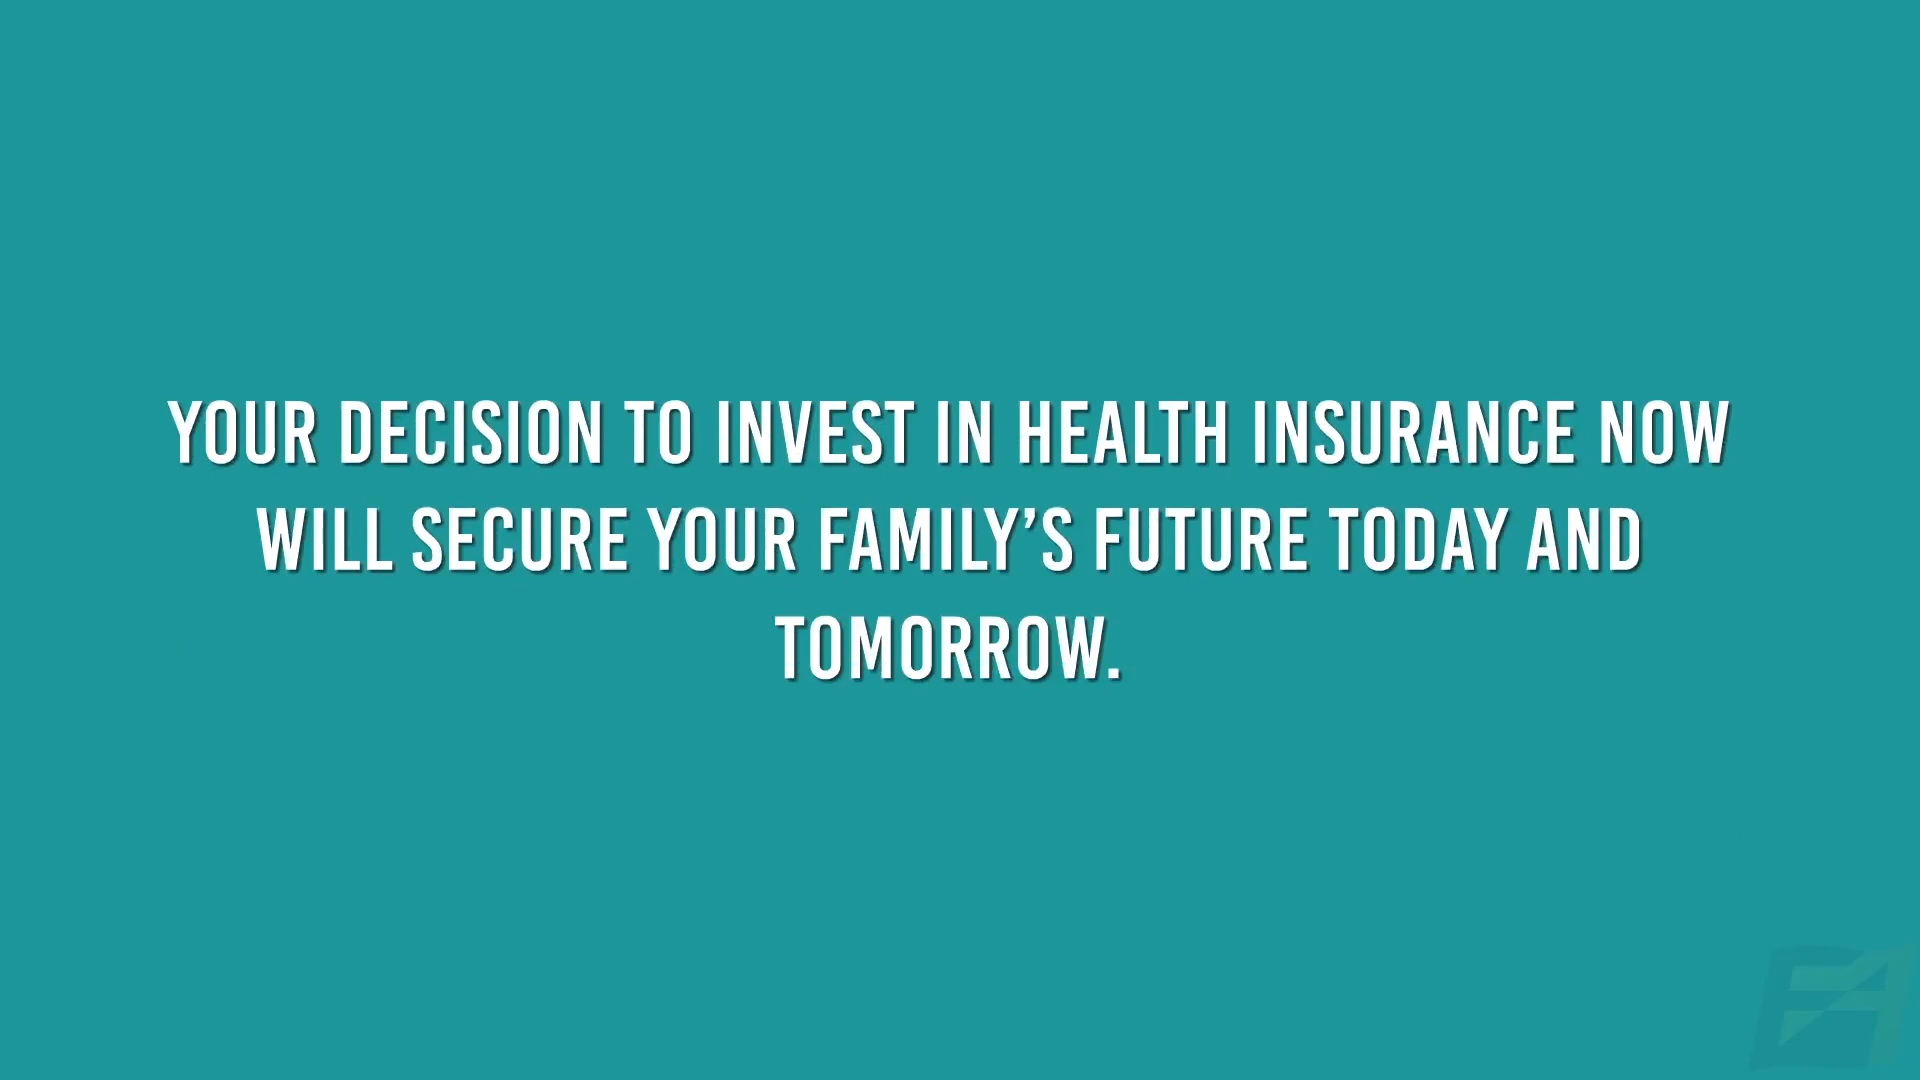 YOUR DECISION TO INVEST IN HEALTH INSURANCE NOW
WILL SECURE YOUR FAMILY’S FUTURE TODAY AND
TOMORROW.